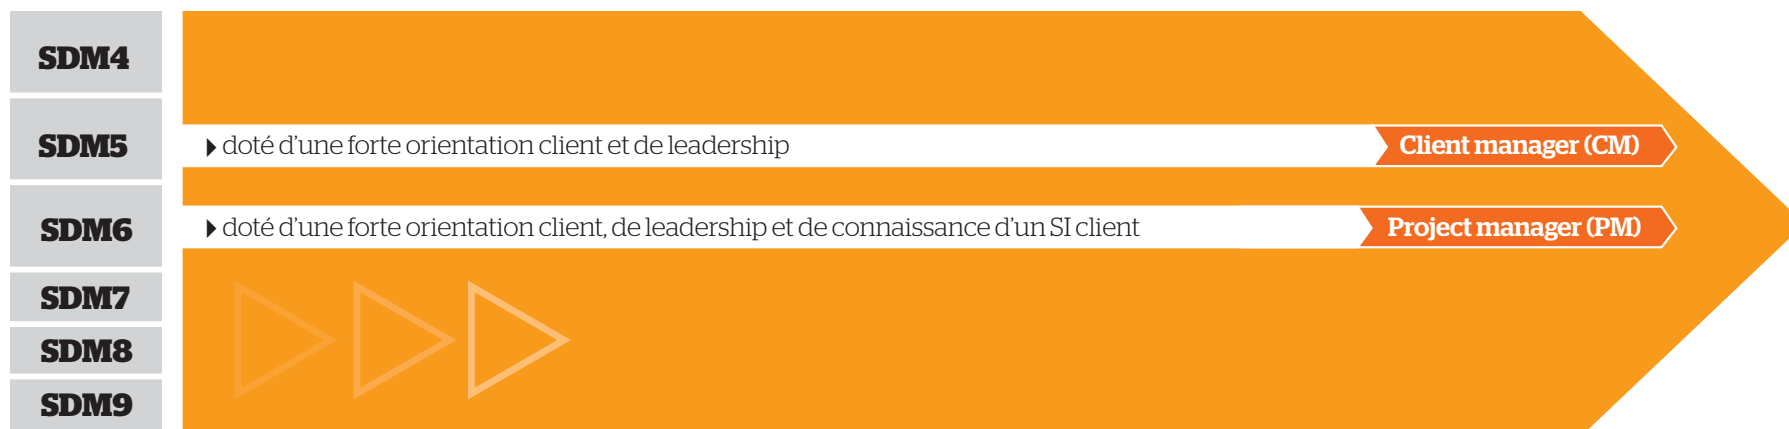 SDM4
SDM5
doté d'une forte orientation client et de leadership
Client manager (CM)
SDM6
doté d'une forte orientation client, de leadership et de connaissance d'un SI client
Project manager (PM)
SDM7
SDM8
SDM9